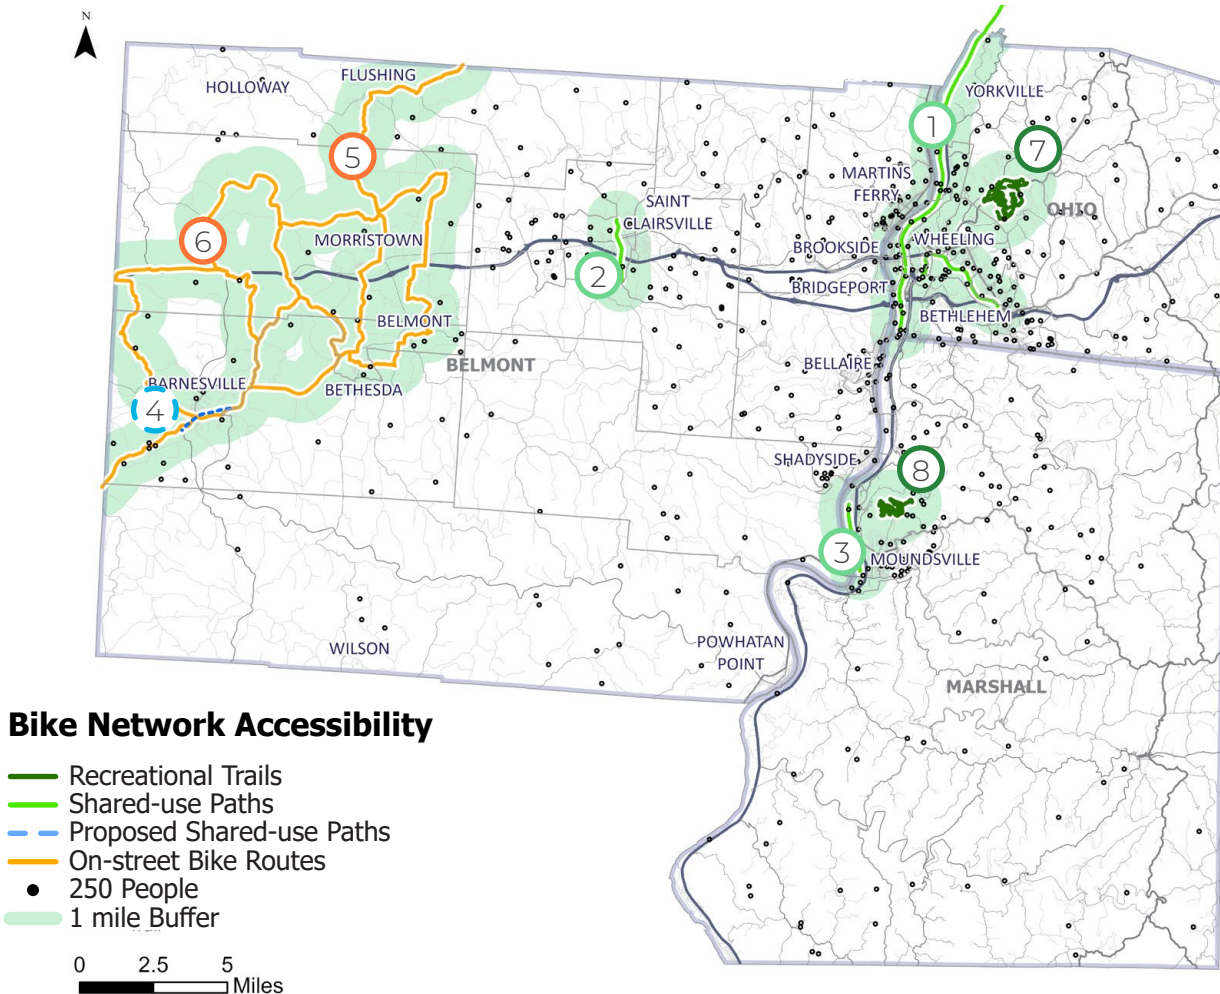 N
FLUSHING
HOLLOWAY
YORKVILLE
1
7
5
MARTINS
FERRY
SAINT
CLAIRSVILLE
OHIO
6
MORRISTOWN
BROOKSIDE
WHEELING
2
BRIDGEPORT
BELMONT
BETHLEHEM
BELMONT
BELLAIRE
BARNESVILLE
BETHESDA
4
SHADYSIDE
8
3
MOUNDSVILLE
WILSON
POWHATAN
POINT
MARSHALL
Bike Network Accessibility
Recreational Trails
Shared-use Paths
Proposed Shared-use Paths
On-street Bike Routes
250 People
1 mile Buffer
0 2.5 5
Miles